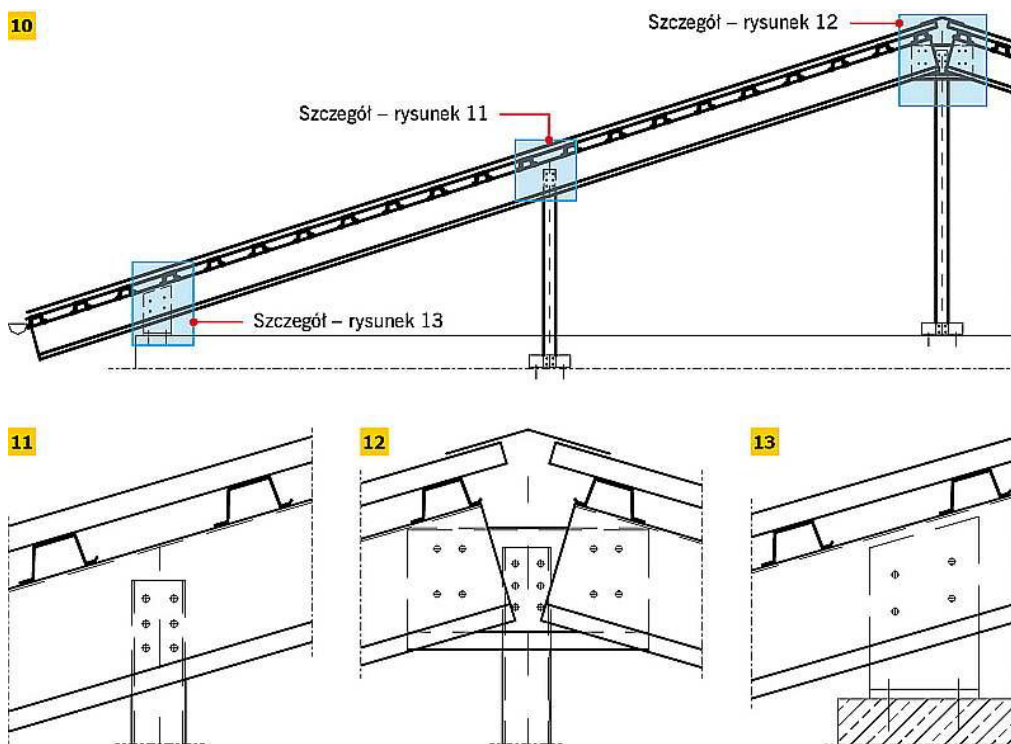 10
Szczegół – rysunek 12
Szczegół – rysunek 11
Szczegół – rysunek 13
11
12
13